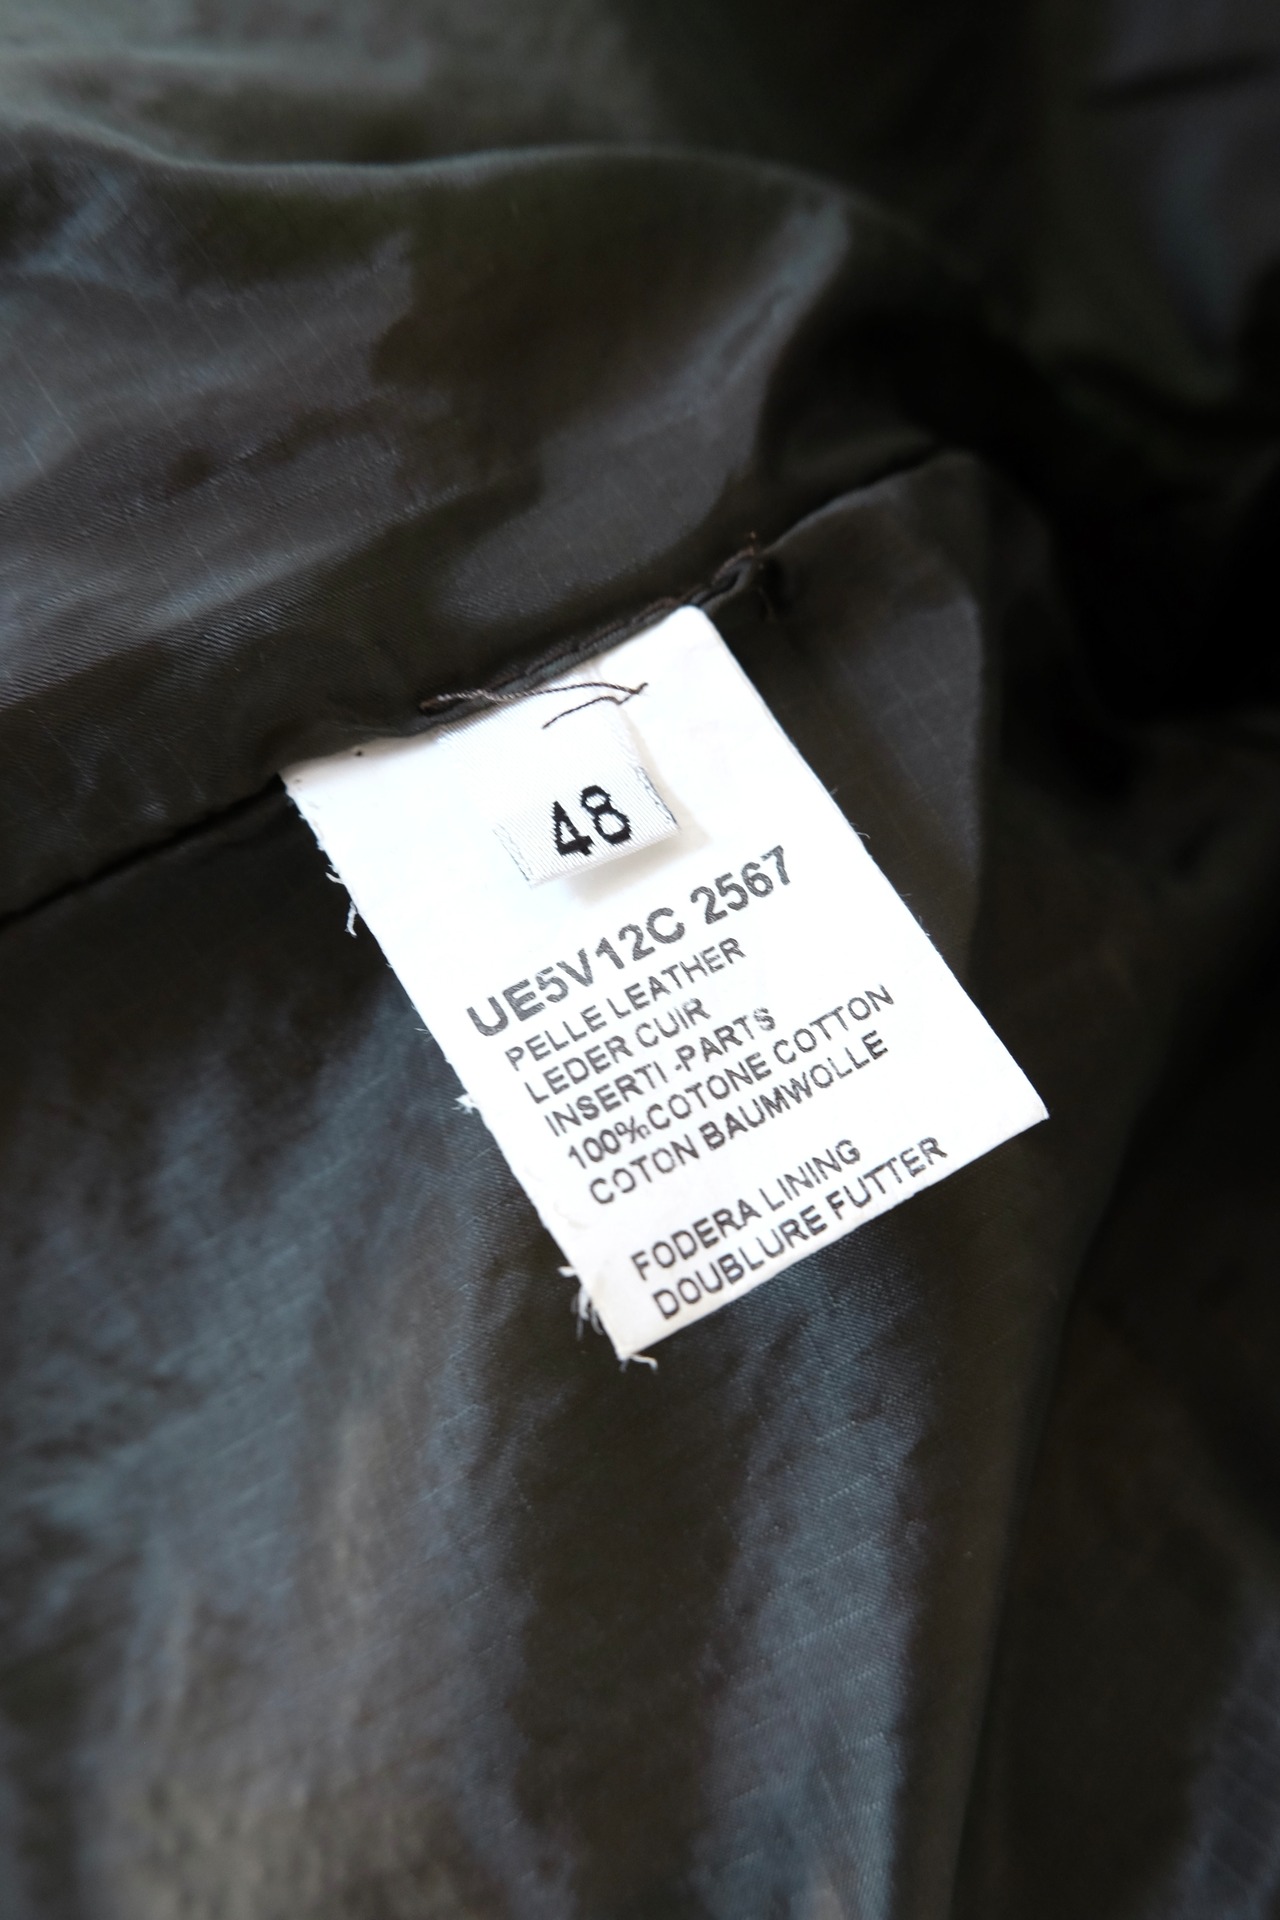 48
UE5V12C 2567
PELLE LEATHER
LEDER CUIR
INSERTI -PARTS
100%COTONE COTTON
COTON BAUMWOLLE
FODERA LINING
DOUBLURE FUTTER